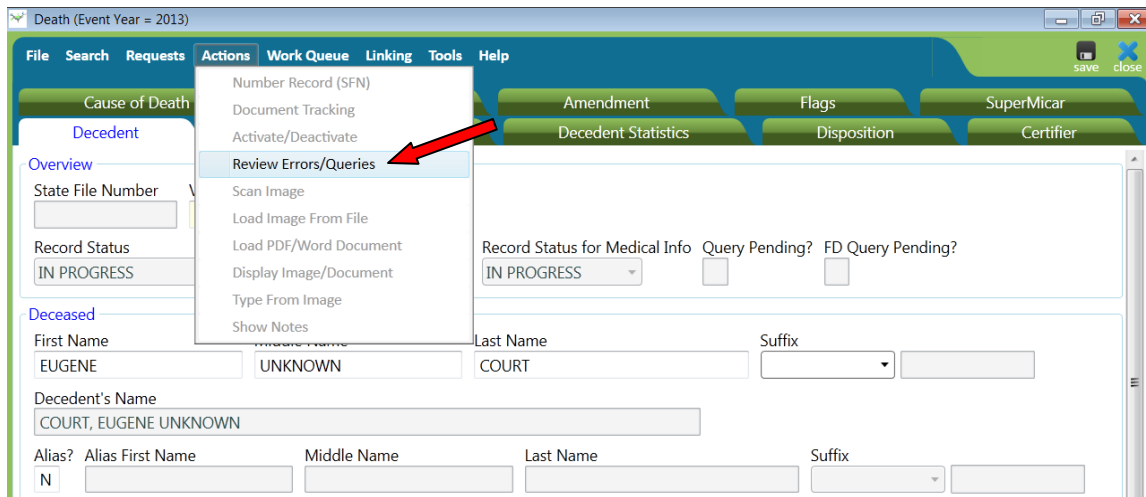 Death (Event Year = 2013)
File Search Requests Actions Work Queue Linking Tools Help
save close
Number Record (SFN)
Document Tracking
Activate/Deactivate
Review Errors/Queries
Scan Image
Load Image From File
Load PDF/Word Document
Display Image/Document
Type From Image
Show Notes
Cause of Death Amendment Flags SuperMicar
Decedent Decedent Statistics Disposition Certifier
Overview
State File Number
Record Status Record Status for Medical Info Query Pending? FD Query Pending?
IN PROGRESS IN PROGRESS
Deceased
First Name Middle Name Last Name Suffix
EUGENE UNKNOWN COURT
Decedent's Name
COURT, EUGENE UNKNOWN
Alias? Alias First Name Middle Name Last Name Suffix
N